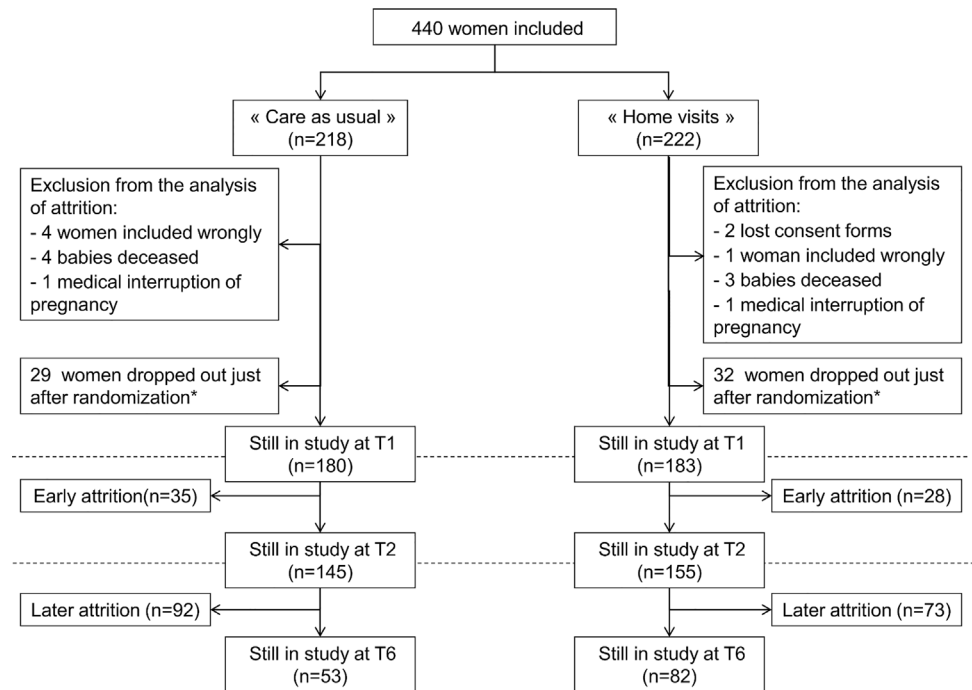 440 women included
« Care as usual »
(n=218)
« Home visits »
(n=222)
Exclusion from the analysis
of attrition:
- 4 women included wrongly
- 4 babies deceased
- 1 medical interruption of
pregnancy
Exclusion from the analysis
of attrition:
- 2 lost consent forms
- 1 woman included wrongly
- 3 babies deceased
- 1 medical interruption of
pregnancy
29 women dropped out just
after randomization*
32 women dropped out just
after randomization*
Still in study at T1
(n=180)
Still in study at T1
(n=183)
Early attrition(n=35)
Early attrition (n=28)
Still in study at T2
(n=145)
Still in study at T2
(n=155)
Later attrition (n=92)
Later attrition (n=73)
Still in study at T6
(n=53)
Still in study at T6
(n=82)